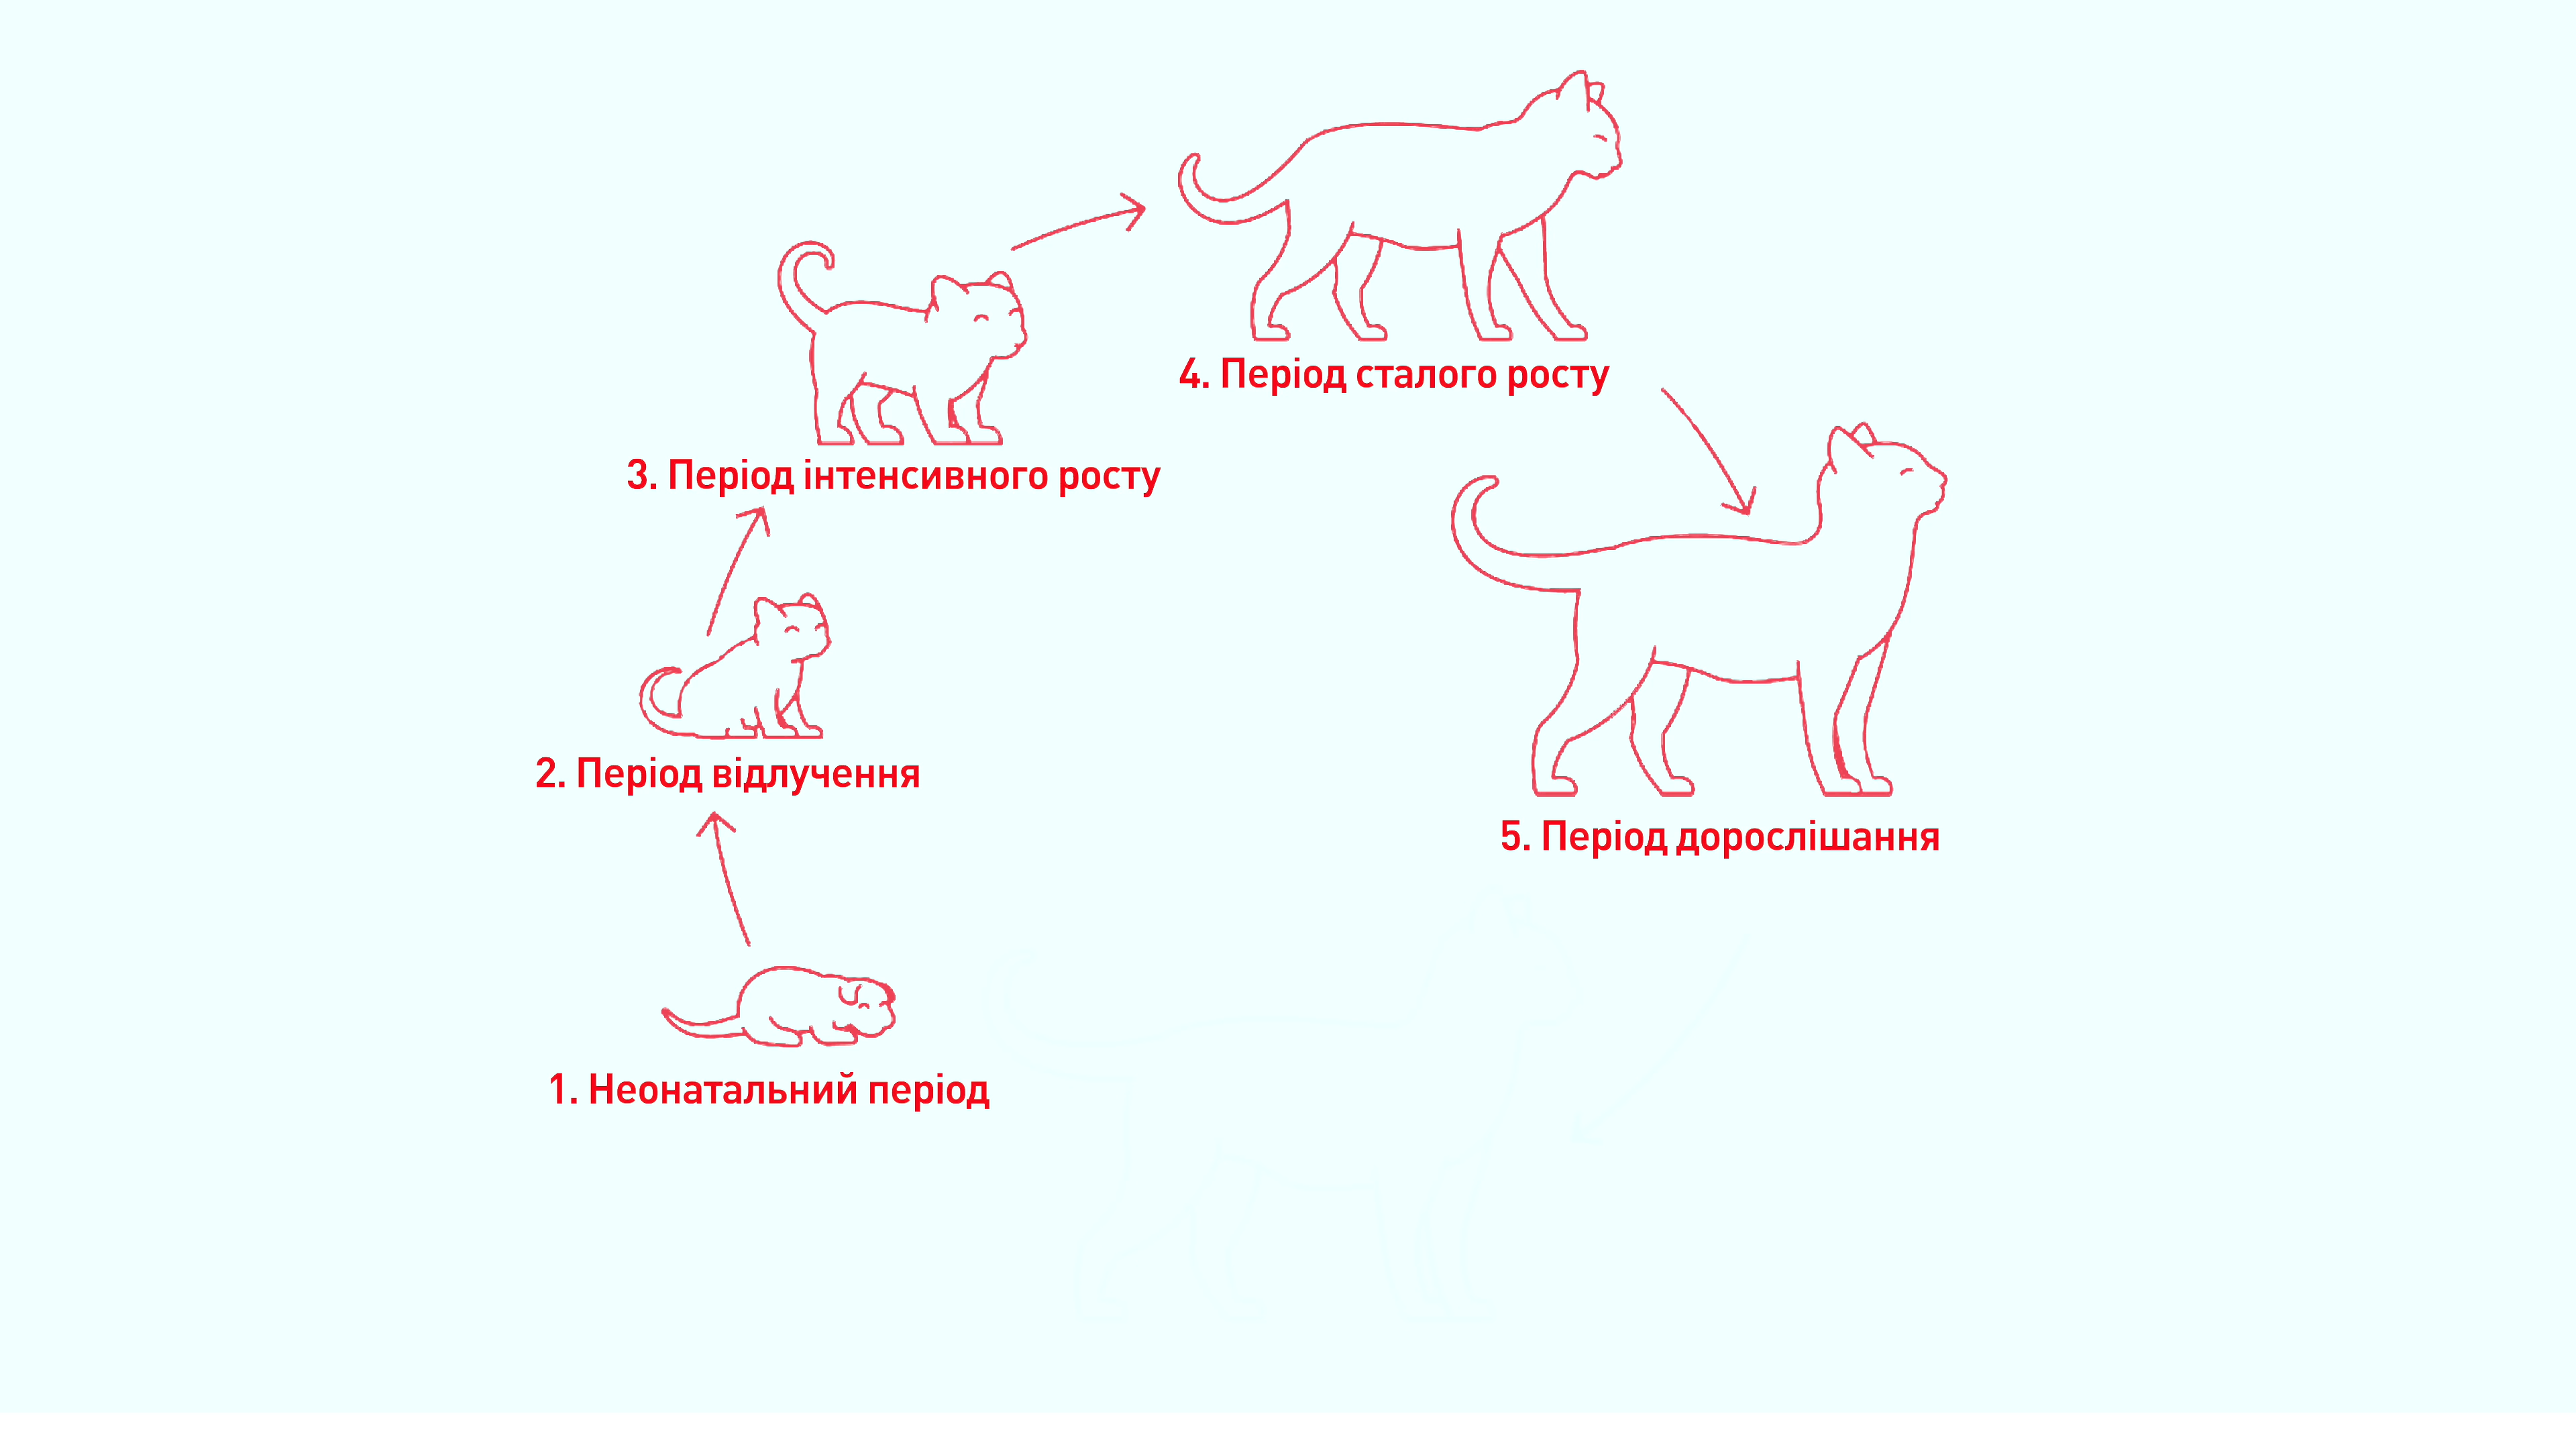 1. Неонатальний період
2. Період відлучення
3. Період інтенсивного росту
4. Період сталого росту
5. Період дорослішання